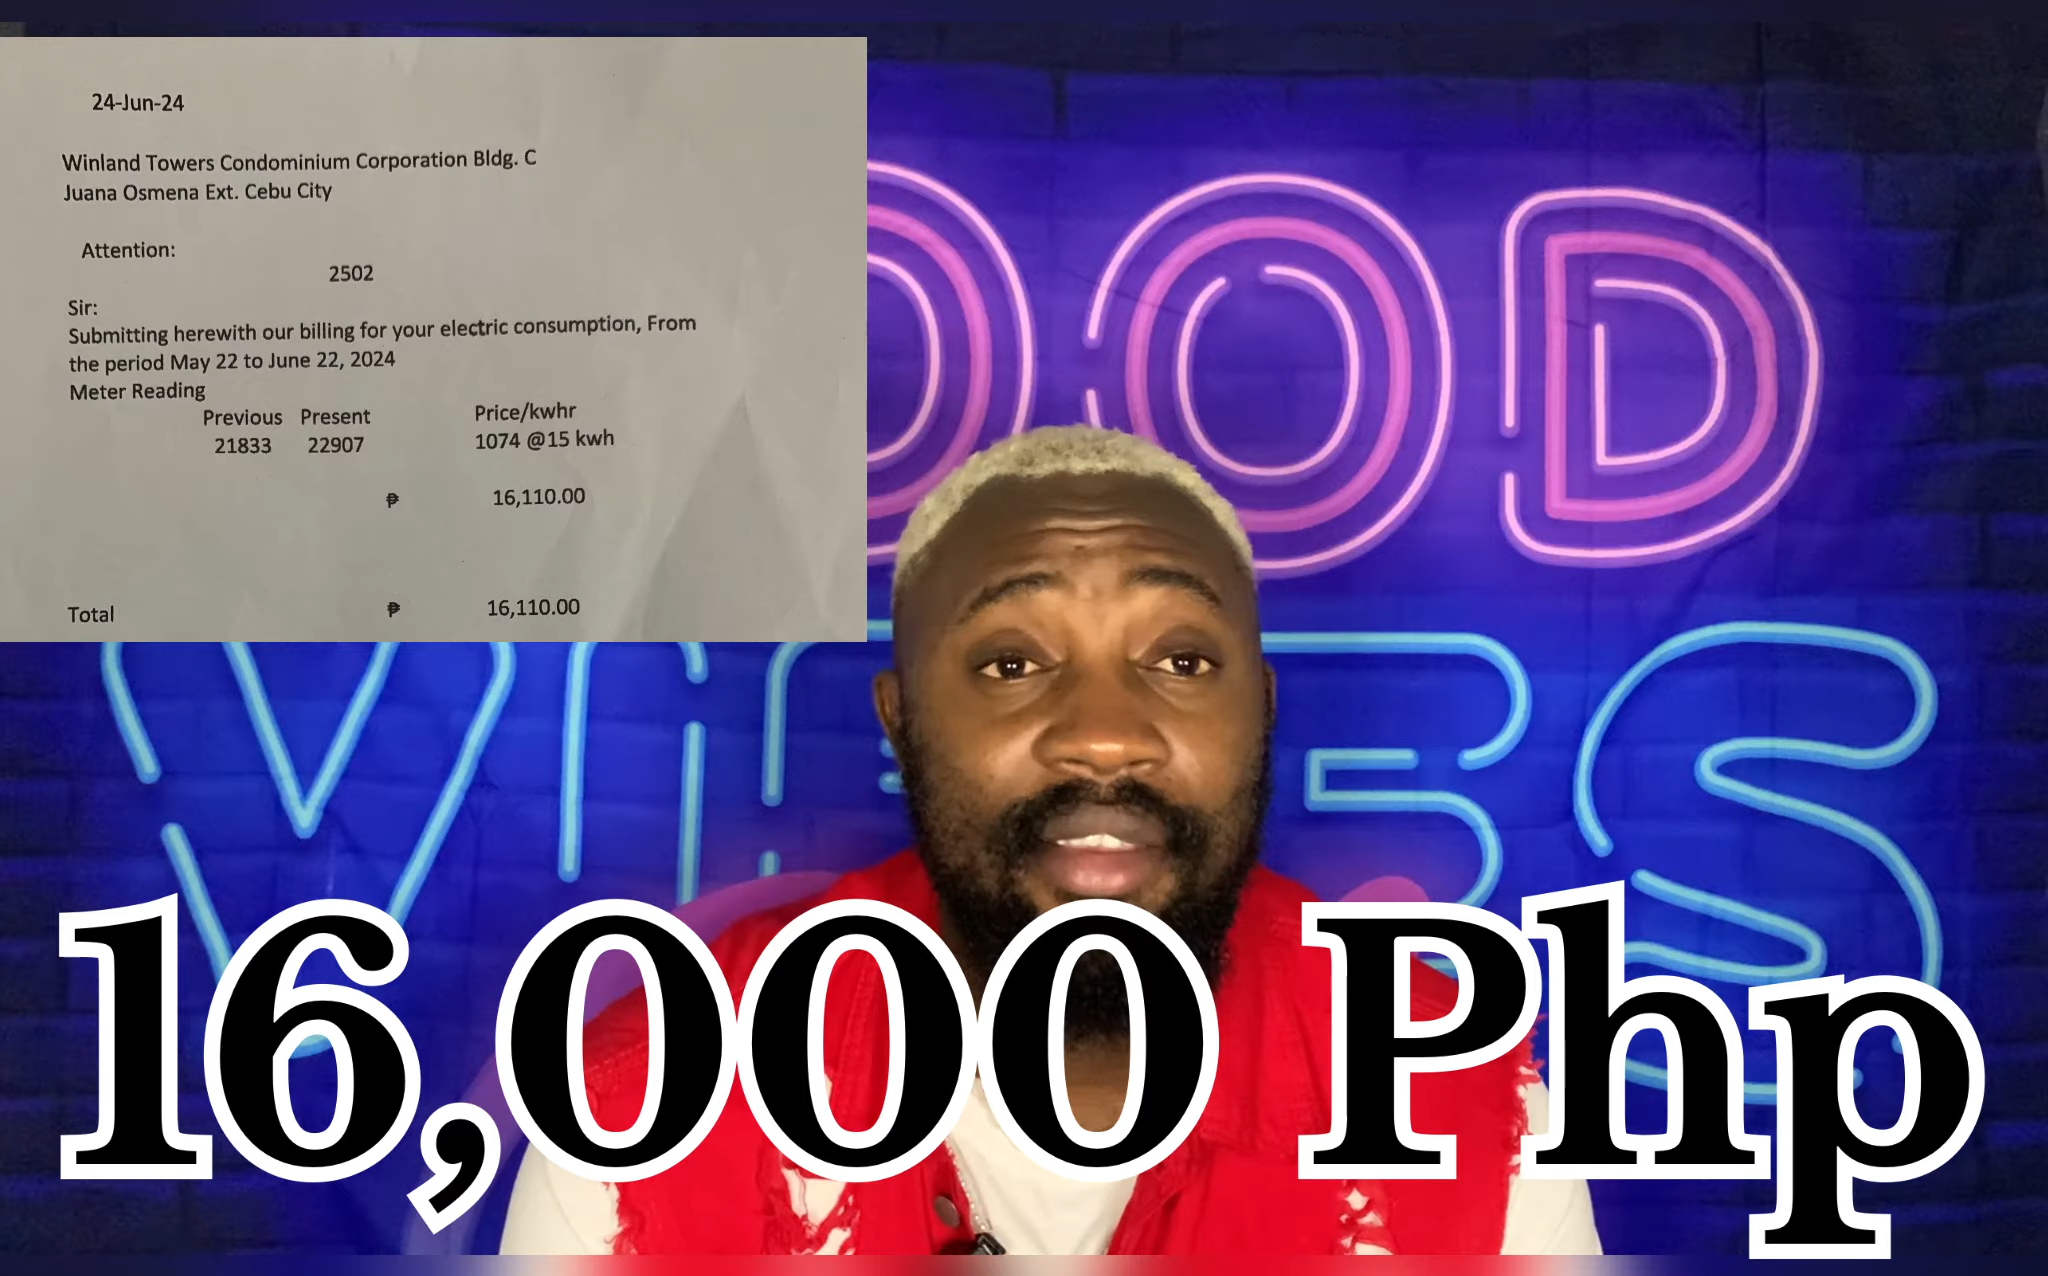 24-Jun-24
Winland Towers Condominium Corporation Bldg. C
Juana Osmena Ext. Cebu City
Attention:
2502
Sir:
Submitting herewith our billing for your electric consumption, From
the period May 22 to June 22, 2024
Meter Reading
Previous Present Price/kwhr
21833 22907 1074 @15 kwh
₱ 16,110.00
Total ₱ 16,110.00
OOD
VIBES
16,000 Php